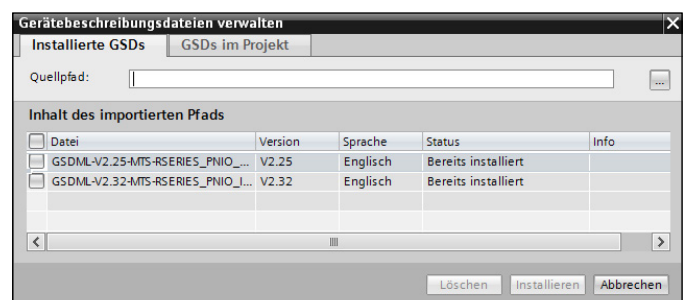 Gerätebeschreibungsdateien verwalten
Installierte GSDs GSDs im Projekt
Quellpfad:
...
Inhalt des importierten Pfads
Datei Version Sprache Status Info
GSDML-V2.25-MTS-RSERIES_PNIO_... V2.25 Englisch Bereits installiert
GSDML-V2.32-MTS-RSERIES_PNIO_I... V2.32 Englisch Bereits installiert
Löschen Installieren Abbrechen